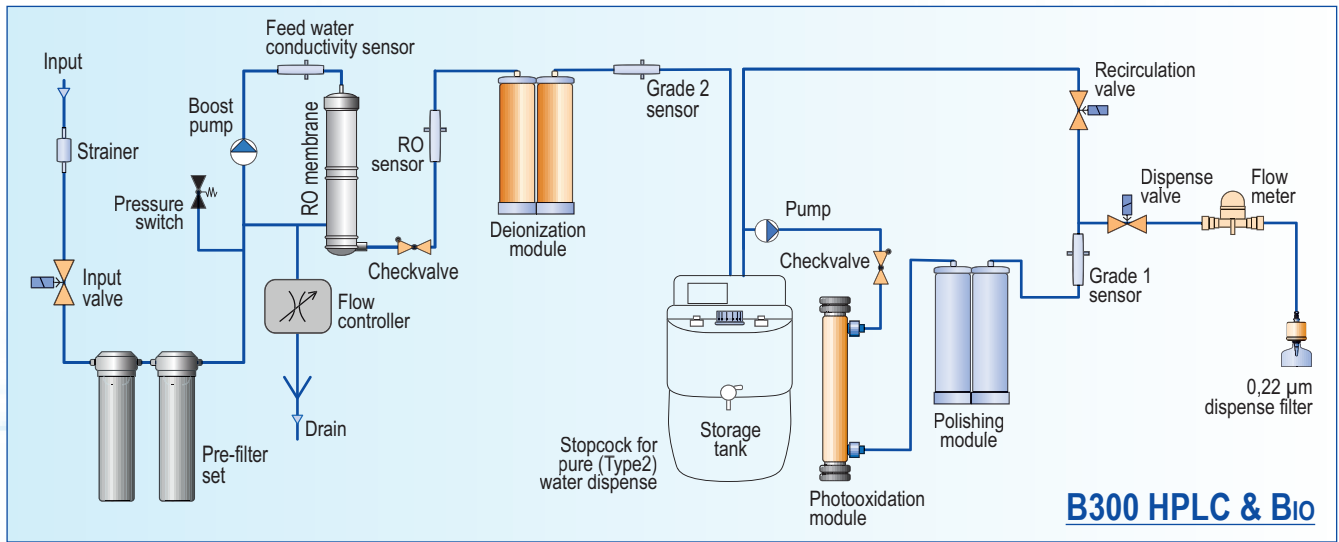 Input
Strainer
Pressure
switch
Input
valve
Pre-filter
set
Feed water
conductivity sensor
Boost
pump
RO membrane
Flow
controller
Drain
Checkvalve
RO
sensor
Deionization
module
Grade 2
sensor
Storage
tank
Stopcock for
pure (Type2)
water dispense
Pump
Checkvalve
Photooxidation
module
Polishing
module
Recirculation
valve
Dispense
valve
Flow
meter
Grade 1
sensor
0,22 µm
dispense filter
B300 HPLC & BIO